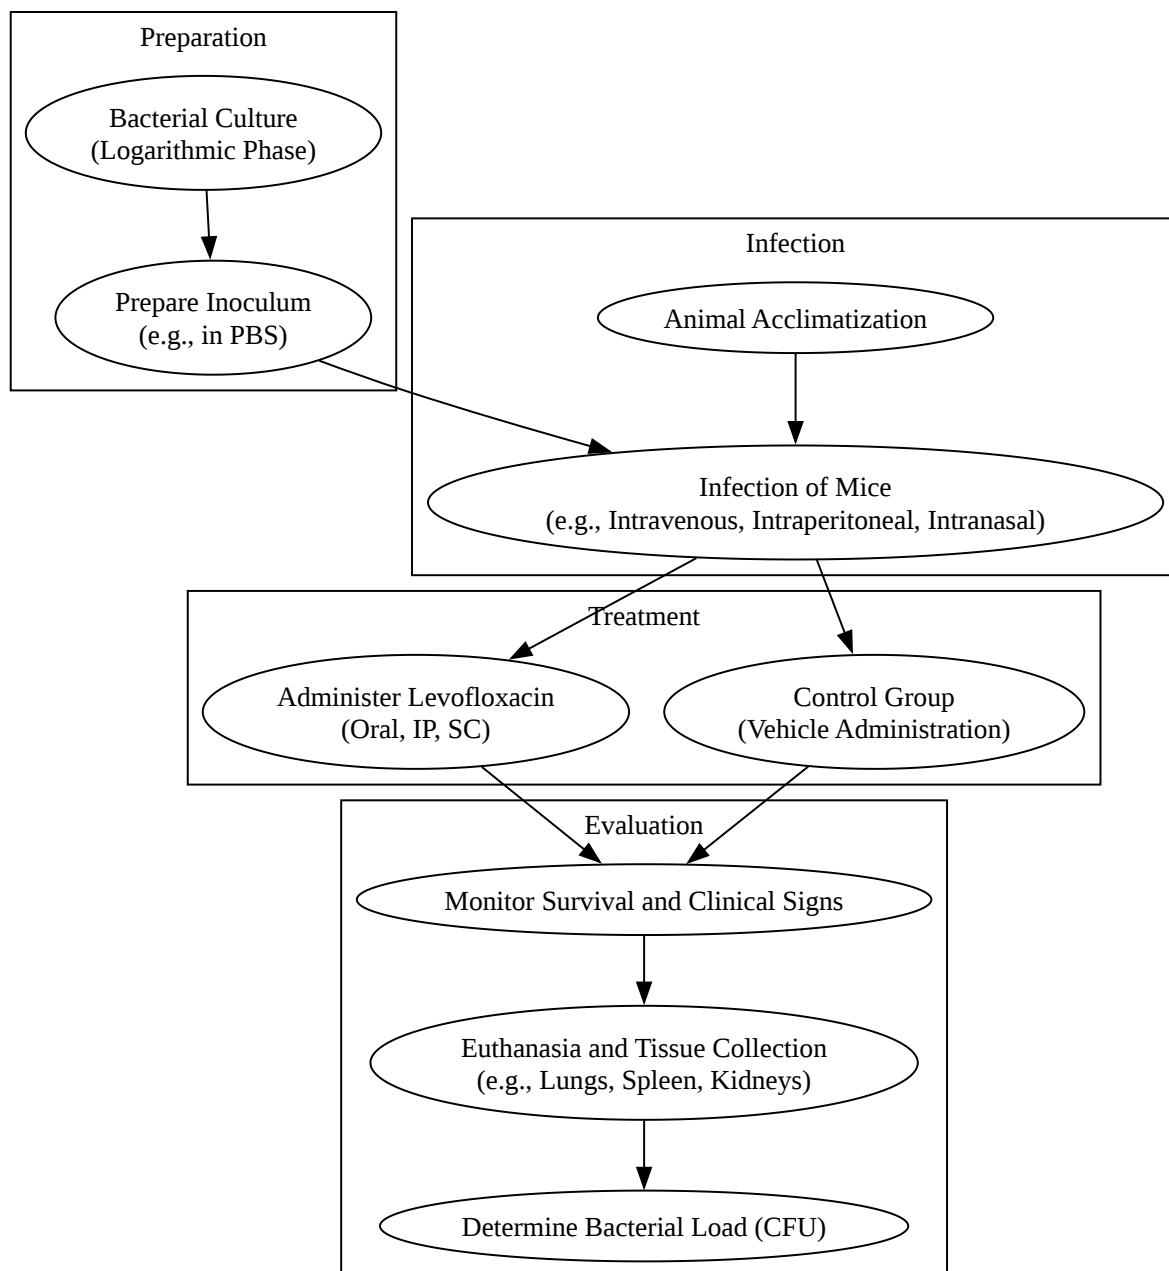 Preparation
Bacterial Culture
(Logarithmic Phase)
Prepare Inoculum
(e.g., in PBS)
Infection
Animal Acclimatization
Infection of Mice
(e.g., Intravenous, Intraperitoneal, Intranasal)
Treatment
Administer Levofloxacin
(Oral, IP, SC)
Control Group
(Vehicle Administration)
Evaluation
Monitor Survival and Clinical Signs
Euthanasia and Tissue Collection
(e.g., Lungs, Spleen, Kidneys)
Determine Bacterial Load (CFU)